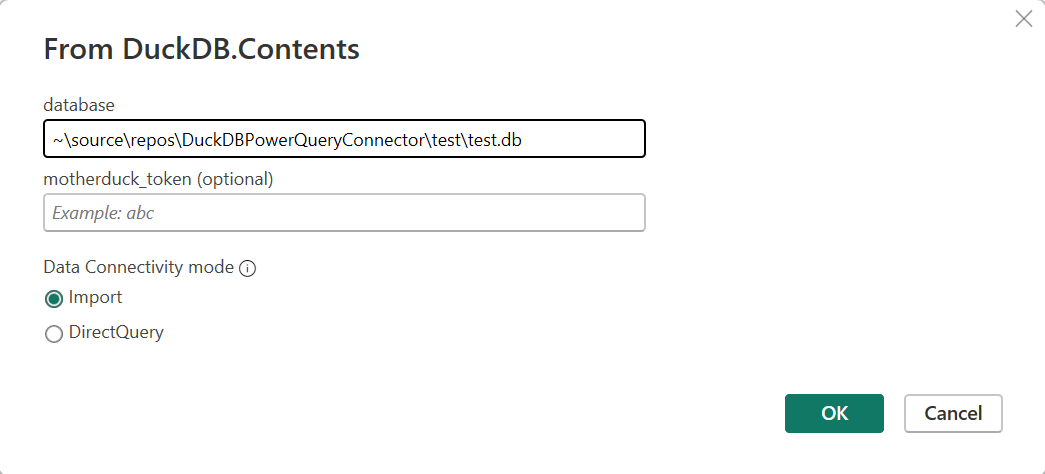 From DuckDB.Contents
database
~\source\repos\DuckDBPowerQueryConnector\test\test.db
motherduck_token (optional)
Example: abc
Data Connectivity mode
Import
DirectQuery
OK
Cancel